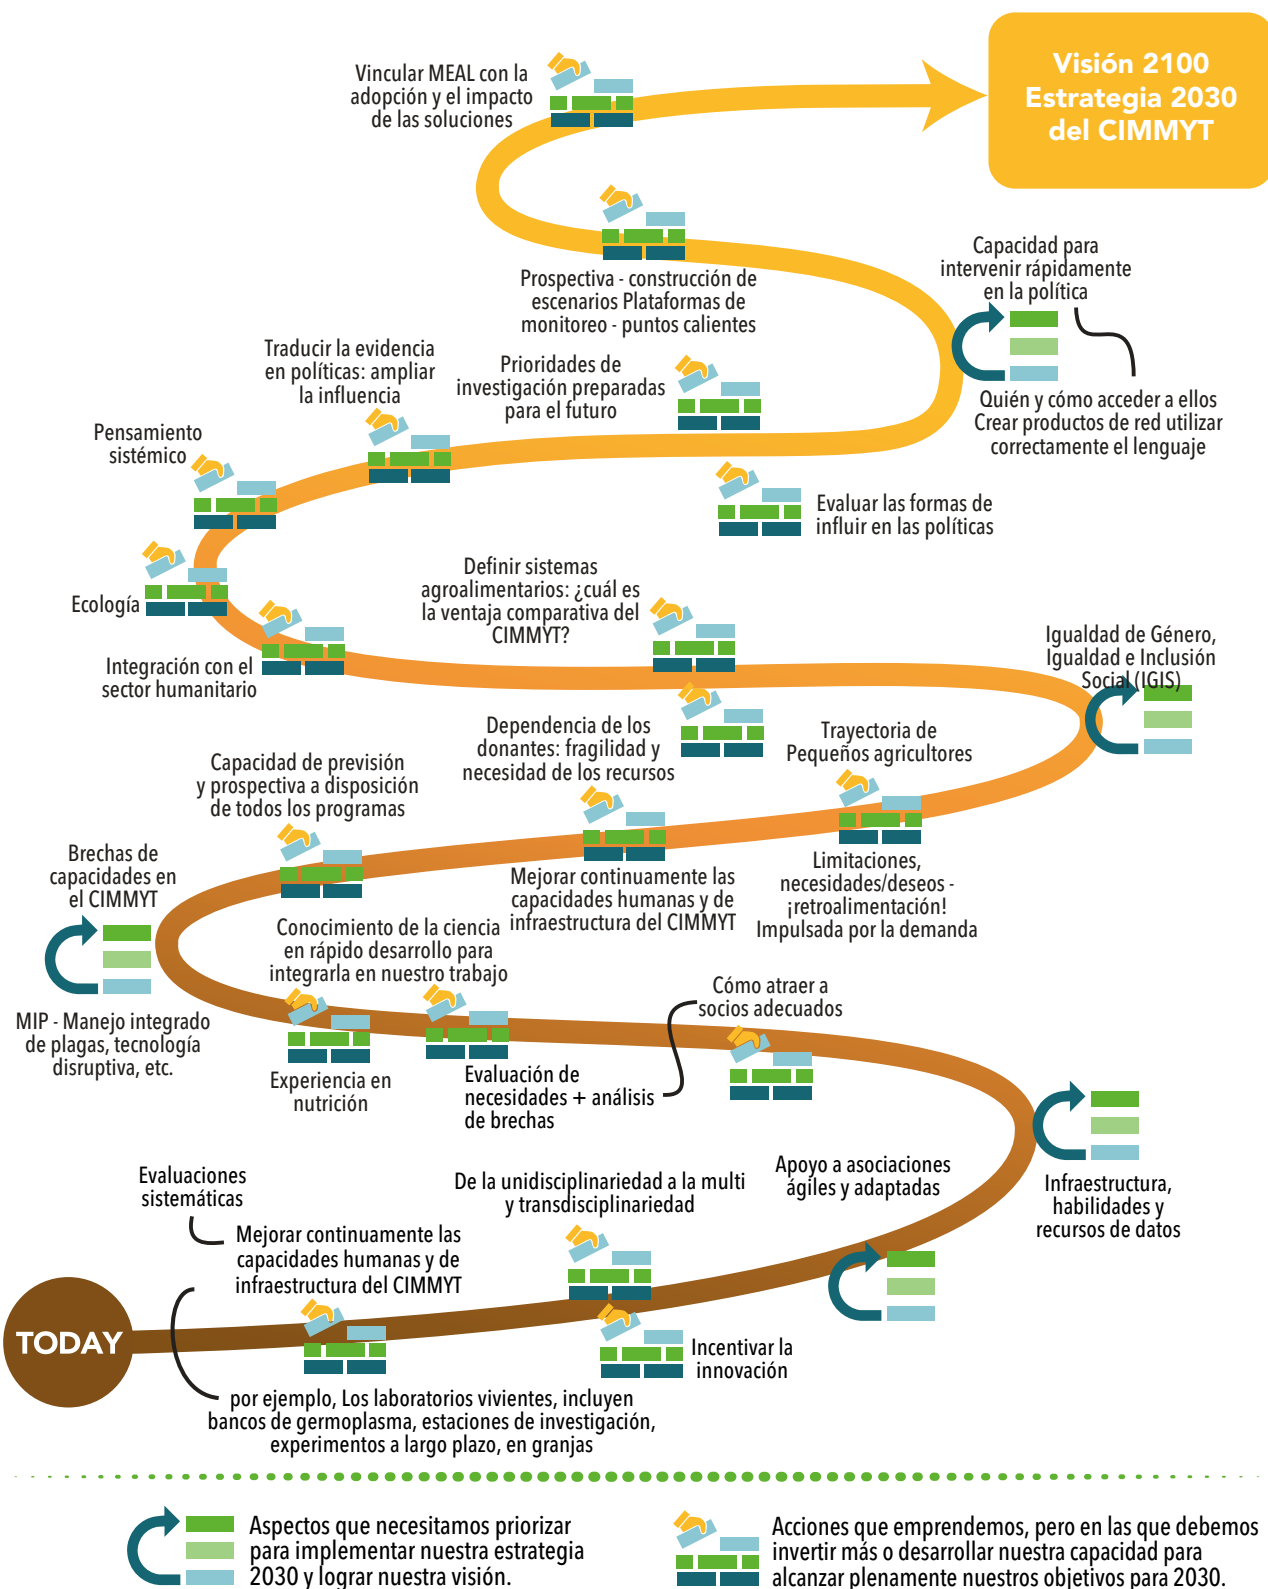 Visión 2100
Estrategia 2030
del CIMMYT
Vincular MEAL con la
adopción y el impacto
de las soluciones
Prospectiva - construcción de
escenarios Plataformas de
monitoreo - puntos calientes
Capacidad para
intervenir rápidamente
en la política
Quién y cómo acceder a ellos
Crear productos de red utilizar
correctamente el lenguaje
Traducir la evidencia
en políticas: ampliar
la influencia
Prioridades de
investigación preparadas
para el futuro
Pensamiento
sistémico
Evaluar las formas de
influir en las políticas
Ecología
Definir sistemas
agroalimentarios: ¿cuál es
la ventaja comparativa del
CIMMYT?
Integración con el
sector humanitario
Igualdad de Género,
Igualdad e Inclusión
Social (IGIS)
Dependencia de los
donantes: fragilidad y
necesidad de los recursos
Trayectoria de
Pequeños agricultores
Capacidad de previsión
y prospectiva a disposición
de todos los programas
Brechas de
capacidades en
el CIMMYT
Mejorar continuamente las
capacidades humanas y de
infraestructura del CIMMYT
Limitaciones,
necesidades/deseos -
¡retroalimentación!
Impulsada por la demanda
Conocimiento de la ciencia
en rápido desarrollo para
integrarla en nuestro trabajo
MIP - Manejo integrado
de plagas, tecnología
disruptiva, etc.
Cómo atraer a
socios adecuados
Experiencia en
nutrición
Evaluación de
necesidades + análisis
de brechas
Evaluaciones
sistemáticas
De la unidisciplinariedad a la multi
y transdisciplinariedad
Apoyo a asociaciones
ágiles y adaptadas
Infraestructura,
habilidades y
recursos de datos
Mejorar continuamente las
capacidades humanas y de
infraestructura del CIMMYT
TODAY
Incentivar la
innovación
por ejemplo, Los laboratorios vivientes, incluyen
bancos de germoplasma, estaciones de investigación,
experimentos a largo plazo, en granjas
Aspectos que necesitamos priorizar
para implementar nuestra estrategia
2030 y lograr nuestra visión.
Acciones que emprendemos, pero en las que debemos
invertir más o desarrollar nuestra capacidad para
alcanzar plenamente nuestros objetivos para 2030.